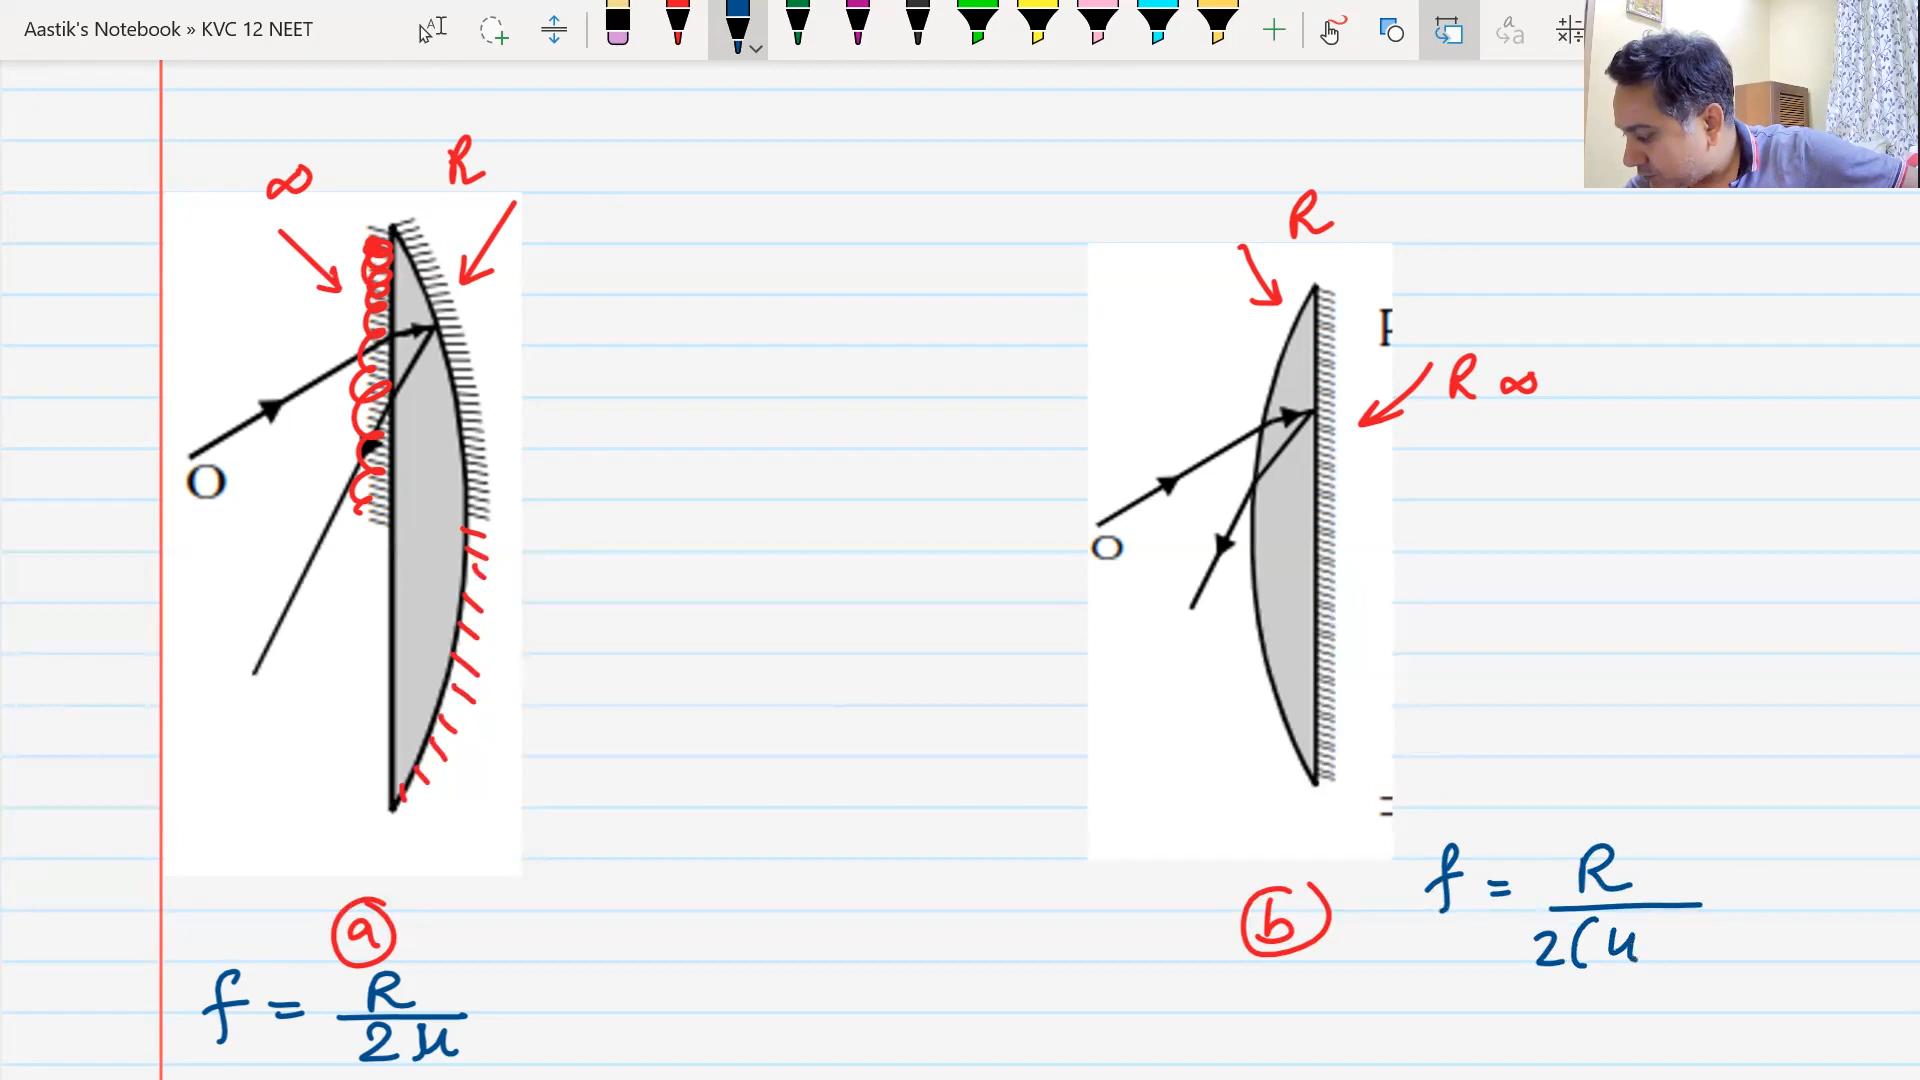 Aastik's Notebook » KVC 12 NEET
∞
R
O
a
f = R / 2μ
R
R ∞
O
b
f = R / 2(μ